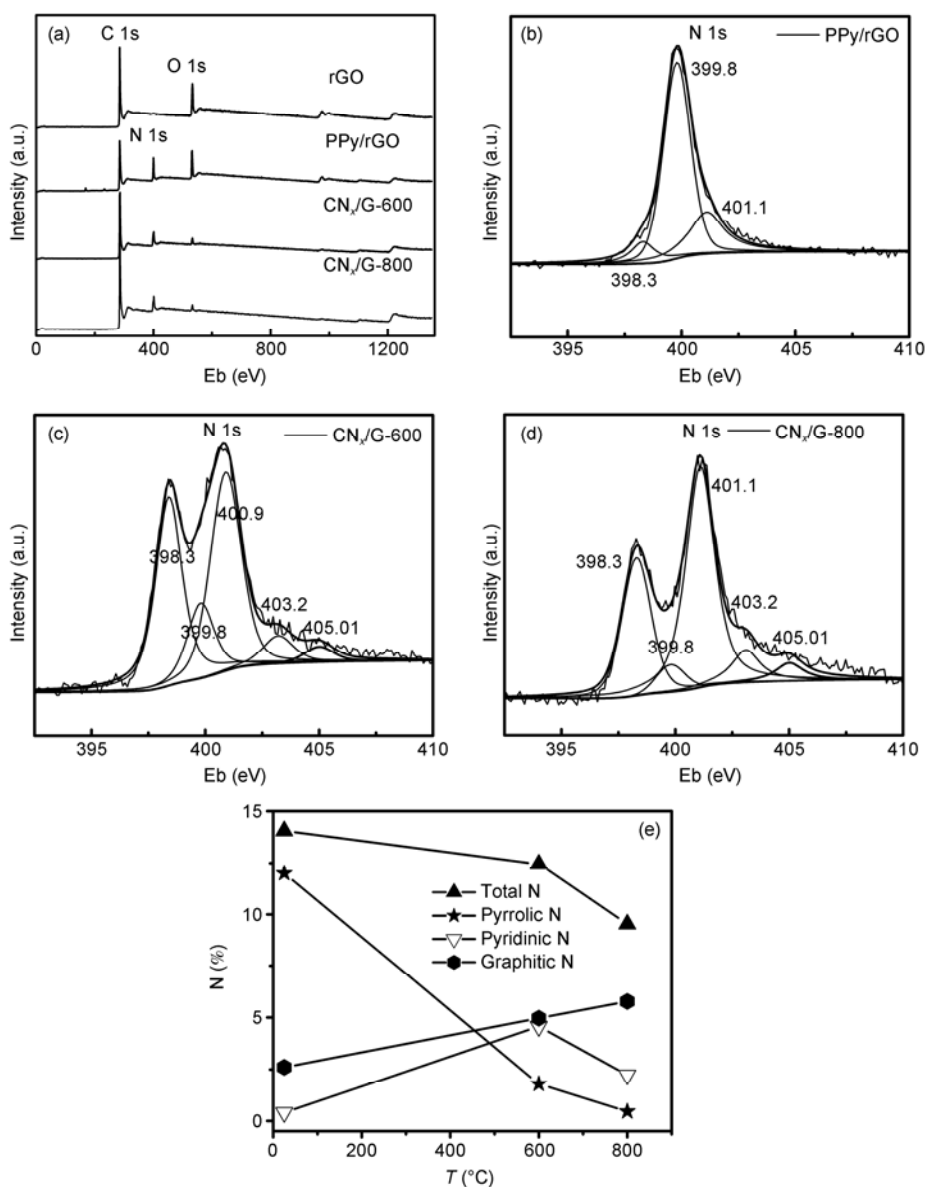 (a)
C 1s
O 1s
rGO
N 1s
PPy/rGO
CNx/G-600
CNx/G-800
Intensity (a.u.)
0 400 800 1200
Eb (eV)
(b)
N 1s
PPy/rGO
399.8
401.1
398.3
Intensity (a.u.)
395 400 405 410
Eb (eV)
(c)
N 1s
CNx/G-600
398.3
400.9
399.8
403.2
405.01
Intensity (a.u.)
395 400 405 410
Eb (eV)
(d)
N 1s
CNx/G-800
401.1
398.3
403.2
399.8
405.01
Intensity (a.u.)
395 400 405 410
Eb (eV)
(e)
15
10
5
0
N (%)
Total N
Pyrrolic N
Pyridinic N
Graphitic N
0 200 400 600 800
T (°C)